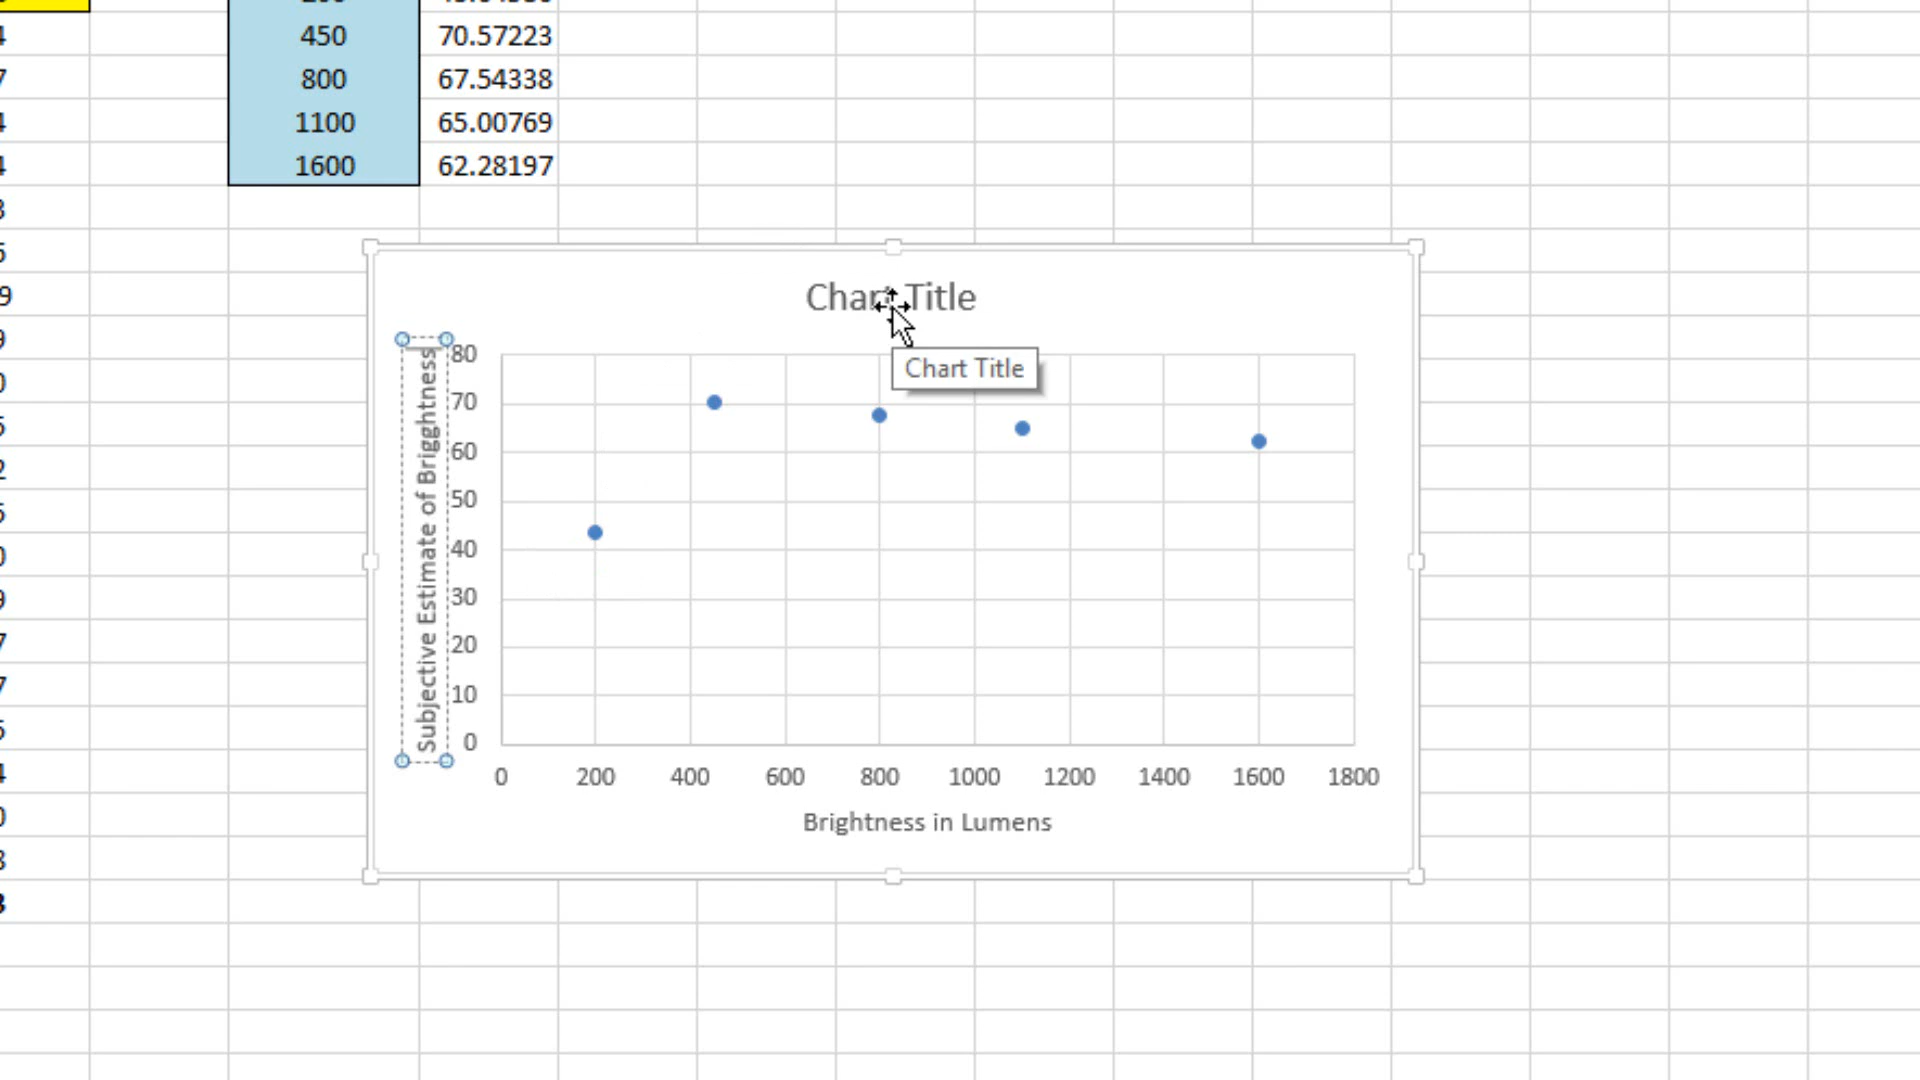 450 70.57223
800 67.54338
1100 65.00769
1600 62.28197
Chart Title
Chart Title
Subjective Estimate of Brigghtness
80
70
60
50
40
30
20
10
0
0 200 400 600 800 1000 1200 1400 1600 1800
Brightness in Lumens